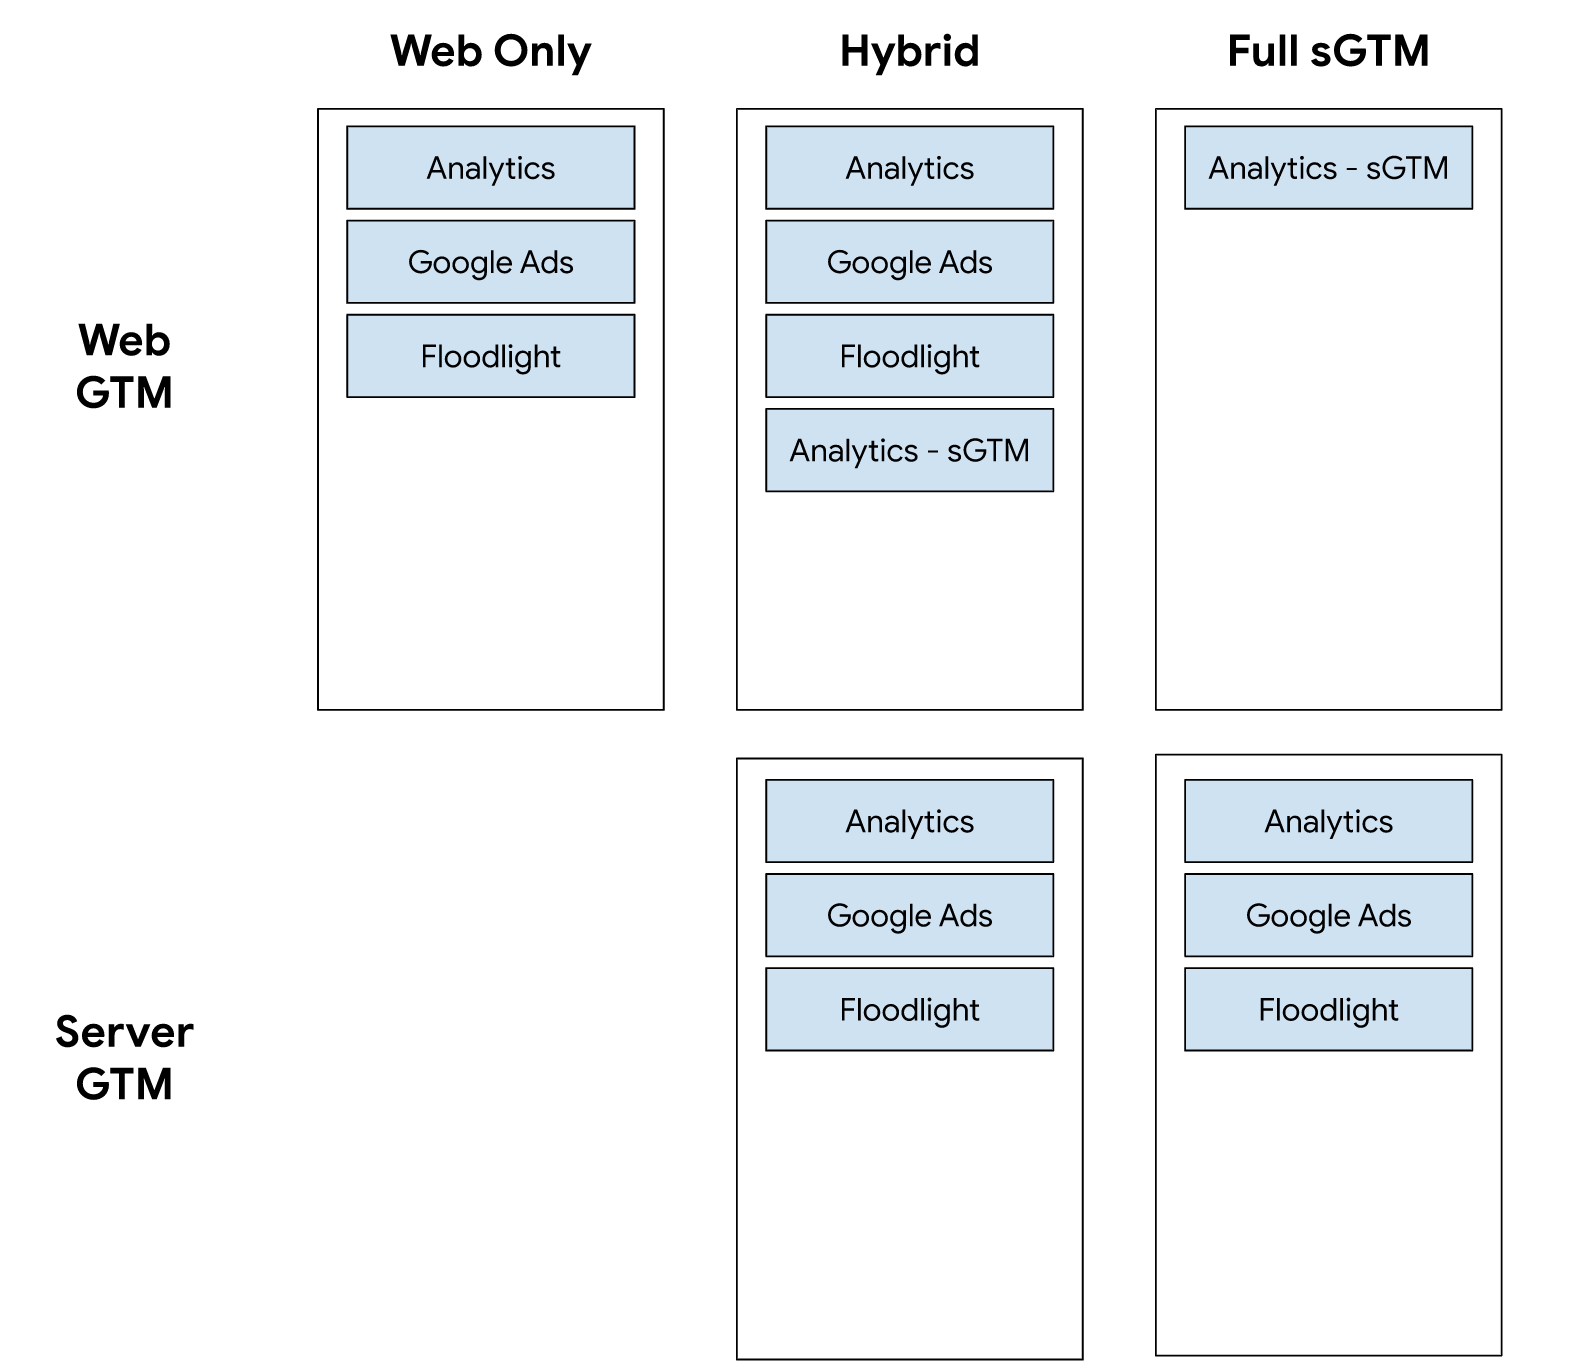 Web Only
Hybrid
Full sGTM
Web
GTM
Analytics
Google Ads
Floodlight
Analytics
Google Ads
Floodlight
Analytics - sGTM
Analytics - sGTM
Server
GTM
Analytics
Google Ads
Floodlight
Analytics
Google Ads
Floodlight